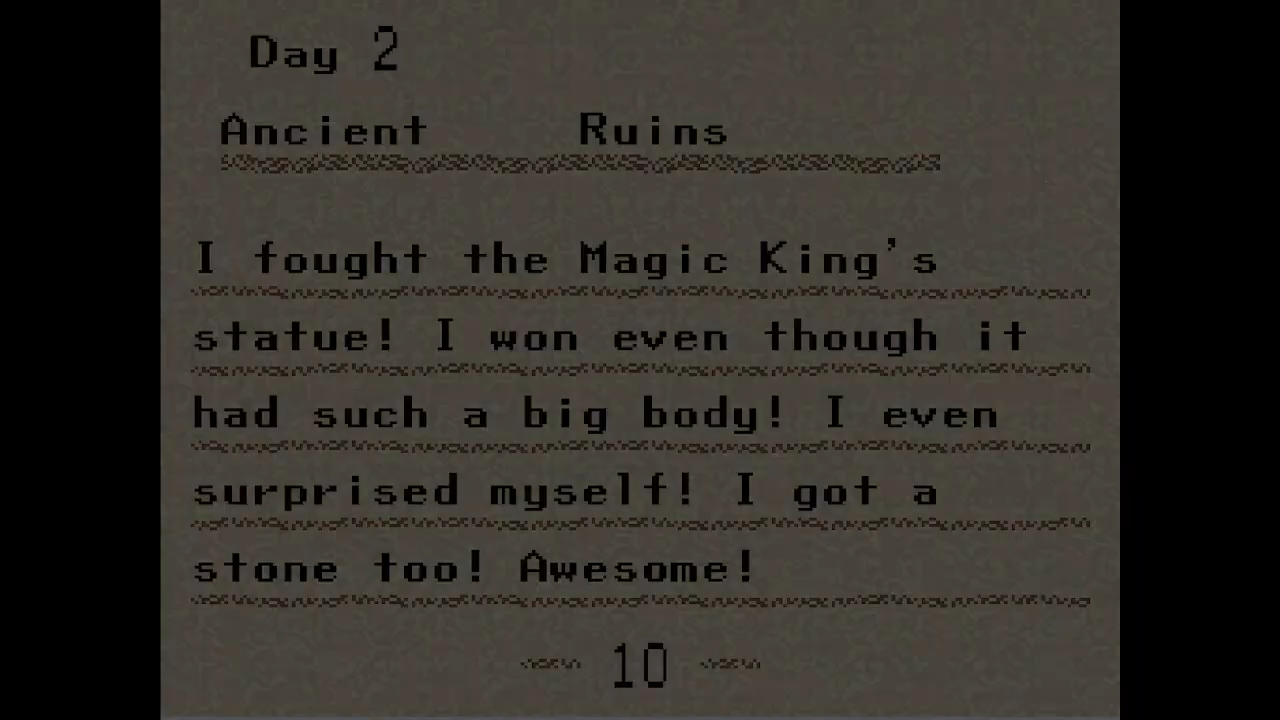 Day 2
Ancient Ruins
I fought the Magic King's
statue! I won even though it
had such a big body! I even
surprised myself! I got a
stone too! Awesome!
10